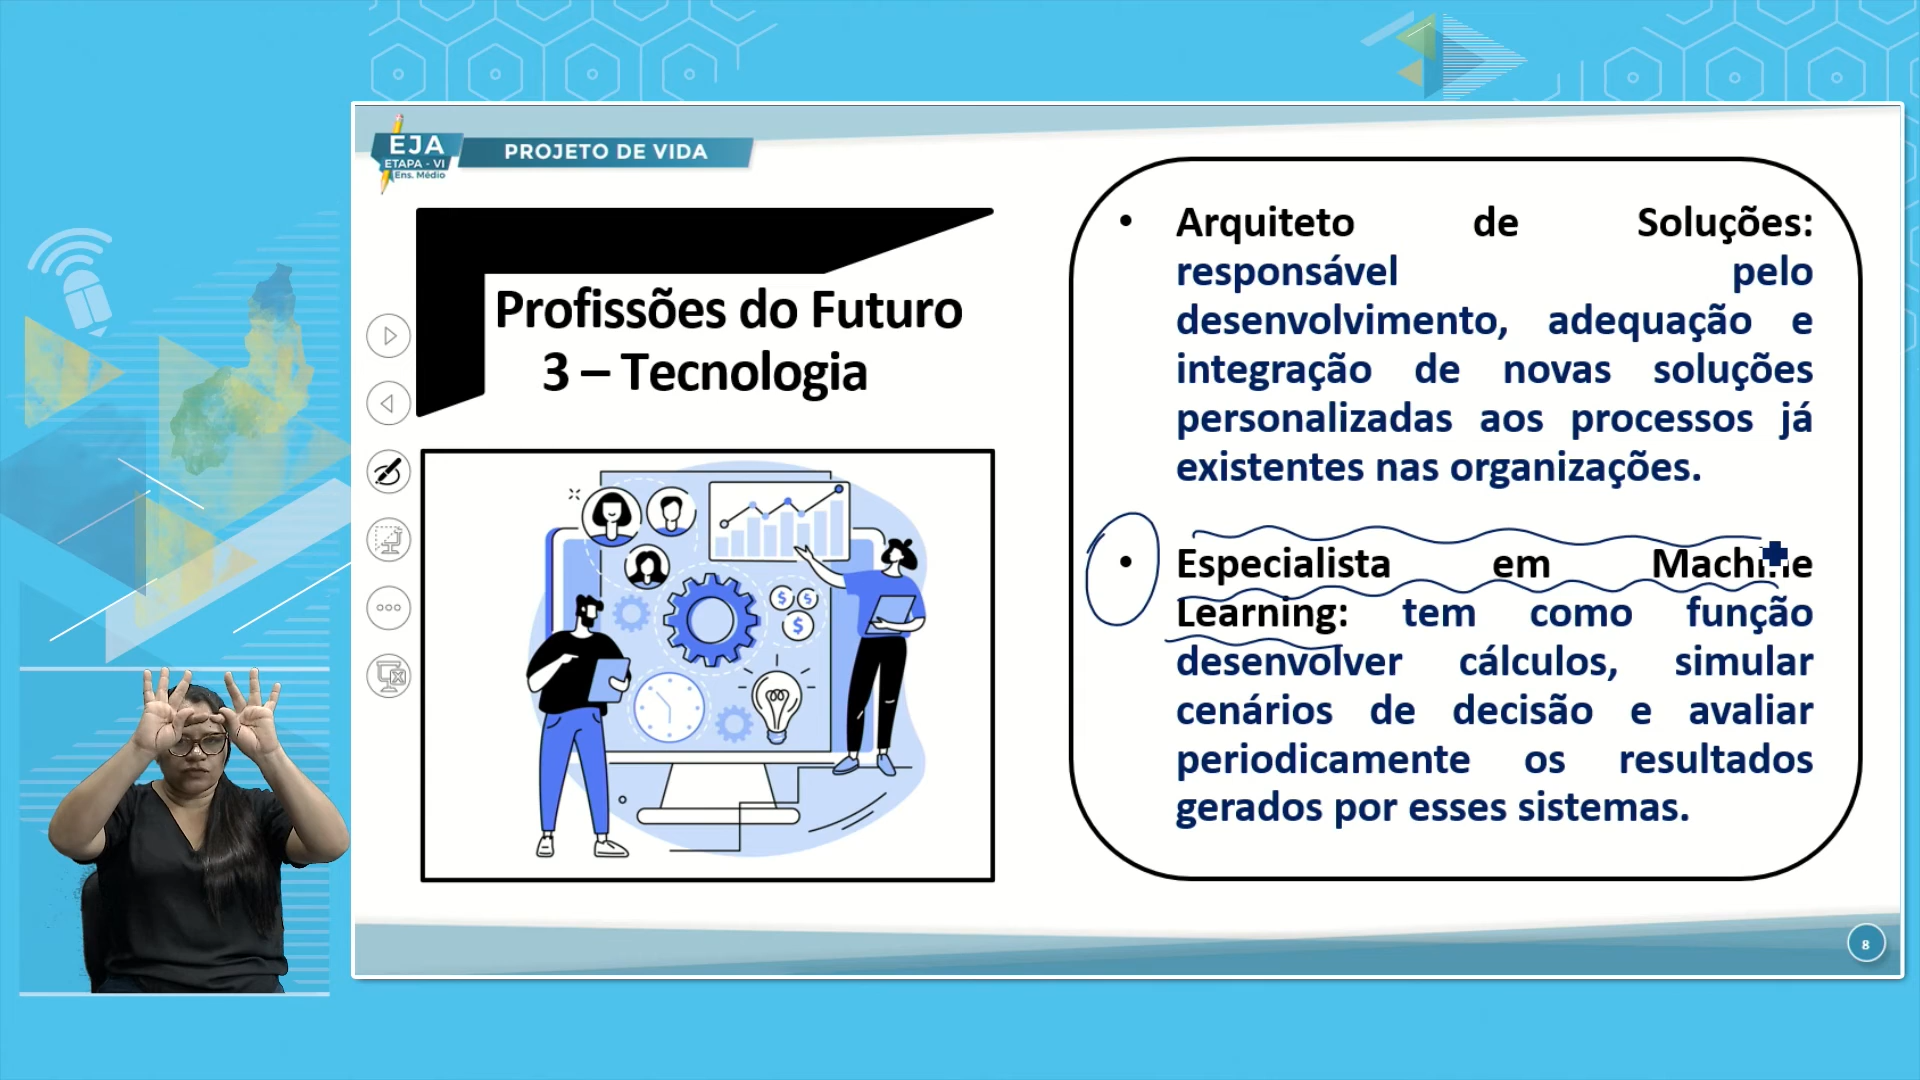 EJA
ETAPA - VI
Ens. Médio
PROJETO DE VIDA
Profissões do Futuro
3 – Tecnologia
• Arquiteto de Soluções:
responsável pelo
desenvolvimento, adequação e
integração de novas soluções
personalizadas aos processos já
existentes nas organizações.
• Especialista em Machine
Learning: tem como função
desenvolver cálculos, simular
cenários de decisão e avaliar
periodicamente os resultados
gerados por esses sistemas.
$ $
$
8